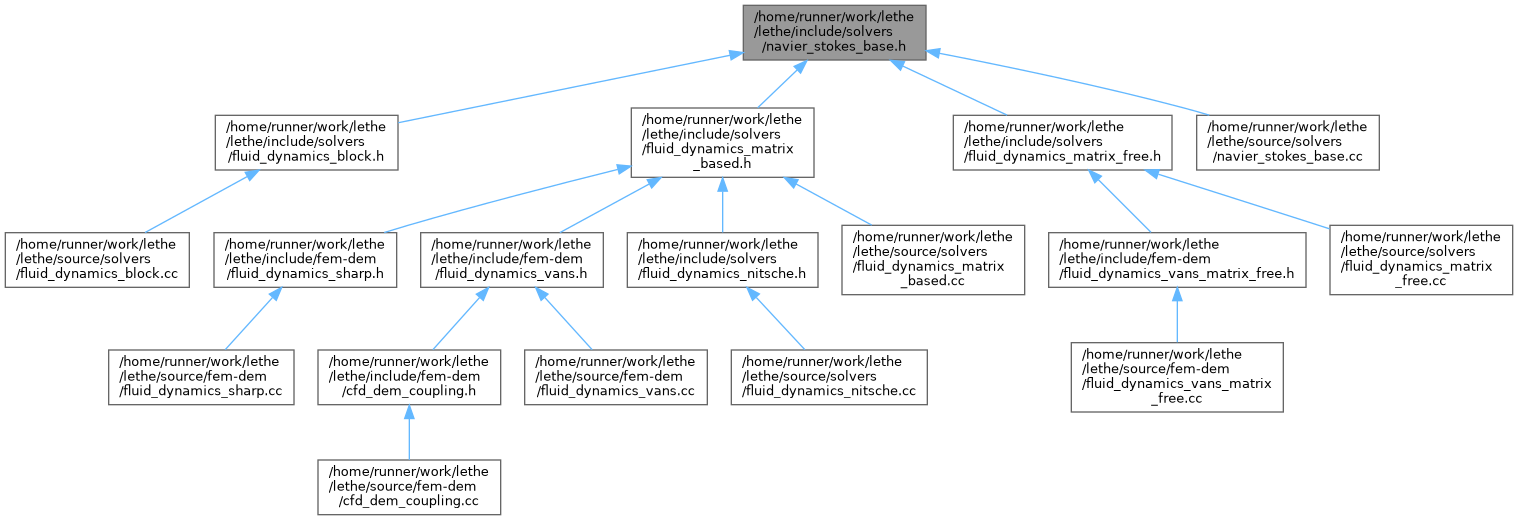 /home/runner/work/lethe
/lethe/include/solvers
/navier_stokes_base.h
/home/runner/work/lethe
/lethe/include/solvers
/fluid_dynamics_block.h
/home/runner/work/lethe
/lethe/include/solvers
/fluid_dynamics_matrix
_based.h
/home/runner/work/lethe
/lethe/include/solvers
/fluid_dynamics_matrix_free.h
/home/runner/work/lethe
/lethe/source/solvers
/navier_stokes_base.cc
/home/runner/work/lethe
/lethe/source/solvers
/fluid_dynamics_block.cc
/home/runner/work/lethe
/lethe/include/fem-dem
/fluid_dynamics_sharp.h
/home/runner/work/lethe
/lethe/include/fem-dem
/fluid_dynamics_vans.h
/home/runner/work/lethe
/lethe/include/solvers
/fluid_dynamics_nitsche.h
/home/runner/work/lethe
/lethe/source/solvers
/fluid_dynamics_matrix
_based.cc
/home/runner/work/lethe
/lethe/include/fem-dem
/fluid_dynamics_vans_matrix_free.h
/home/runner/work/lethe
/lethe/source/solvers
/fluid_dynamics_matrix
_free.cc
/home/runner/work/lethe
/lethe/source/fem-dem
/fluid_dynamics_sharp.cc
/home/runner/work/lethe
/lethe/include/fem-dem
/cfd_dem_coupling.h
/home/runner/work/lethe
/lethe/source/fem-dem
/fluid_dynamics_vans.cc
/home/runner/work/lethe
/lethe/source/solvers
/fluid_dynamics_nitsche.cc
/home/runner/work/lethe
/lethe/source/fem-dem
/fluid_dynamics_vans_matrix
_free.cc
/home/runner/work/lethe
/lethe/source/fem-dem
/cfd_dem_coupling.cc